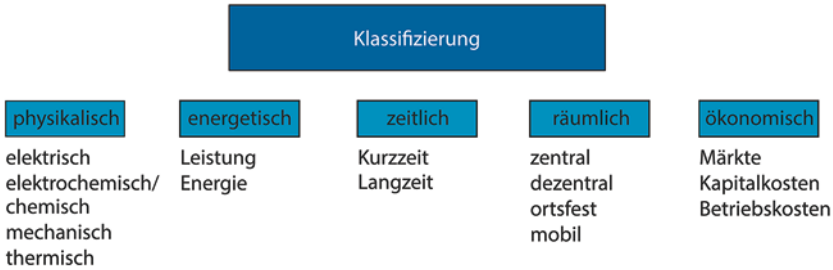 Klassifizierung
physikalisch
elektrisch
elektrochemisch/
chemisch
mechanisch
thermisch
energetisch
Leistung
Energie
zeitlich
Kurzzeit
Langzeit
räumlich
zentral
dezentral
ortsfest
mobil
ökonomisch
Märkte
Kapitalkosten
Betriebskosten